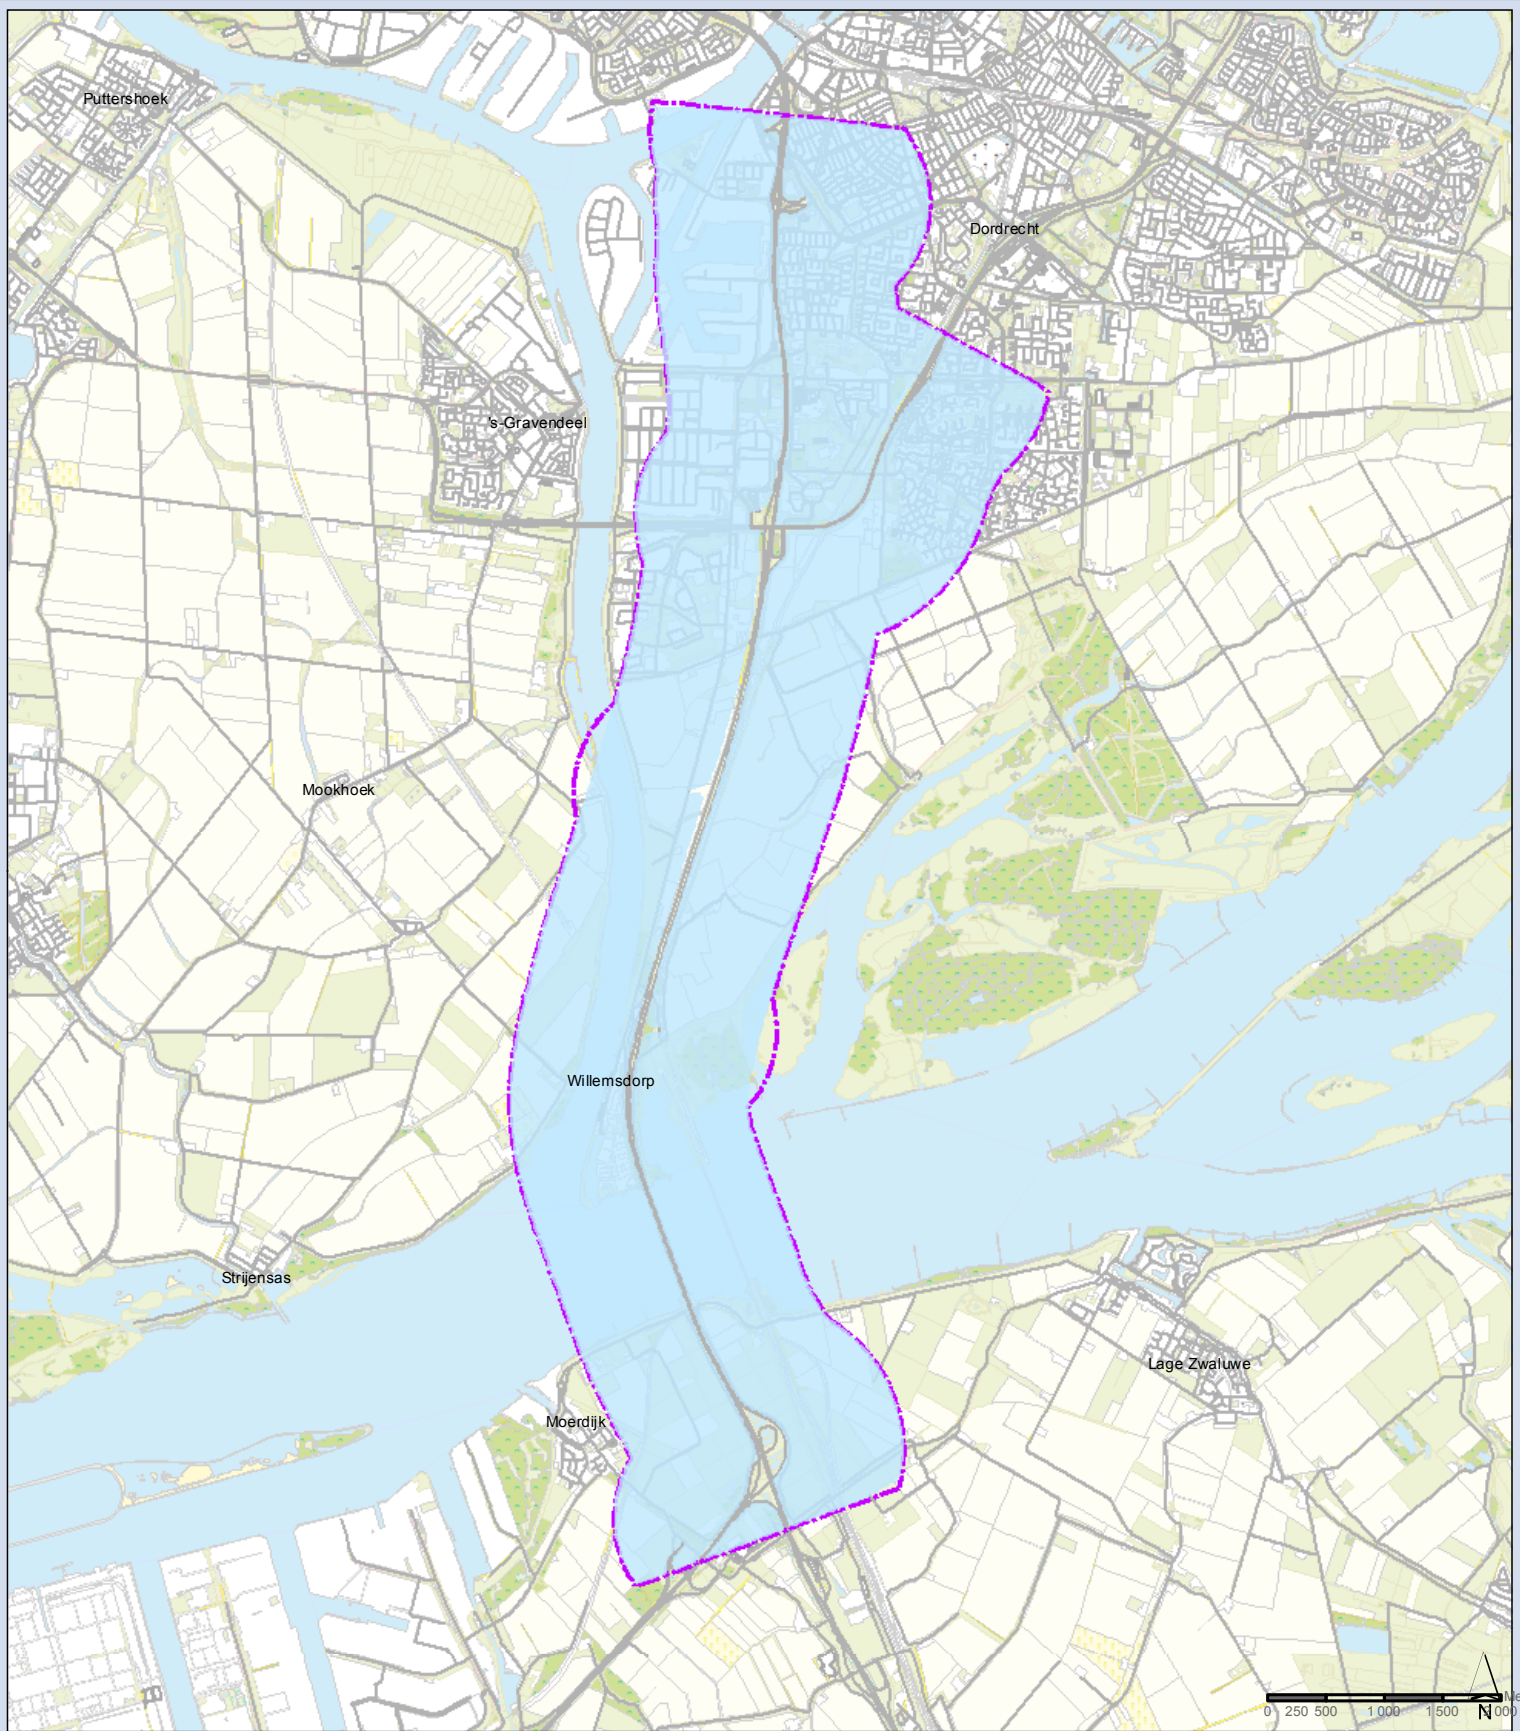 Puttershoek
Dordrecht
's-Gravendeel
Mookhoek
Willemsdorp
Strijensas
Lage Zwaluwe
Moerdijk
0 250 500 1 000 1 500
N